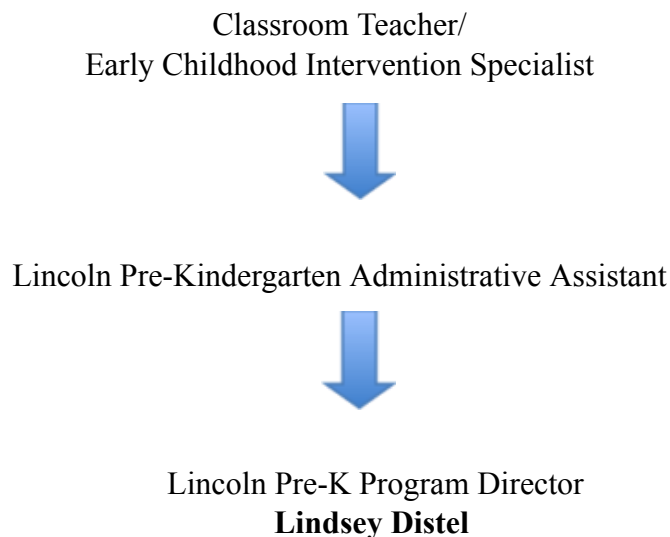 Classroom Teacher/
Early Childhood Intervention Specialist
Lincoln Pre-Kindergarten Administrative Assistant
Lincoln Pre-K Program Director
Lindsey Distel